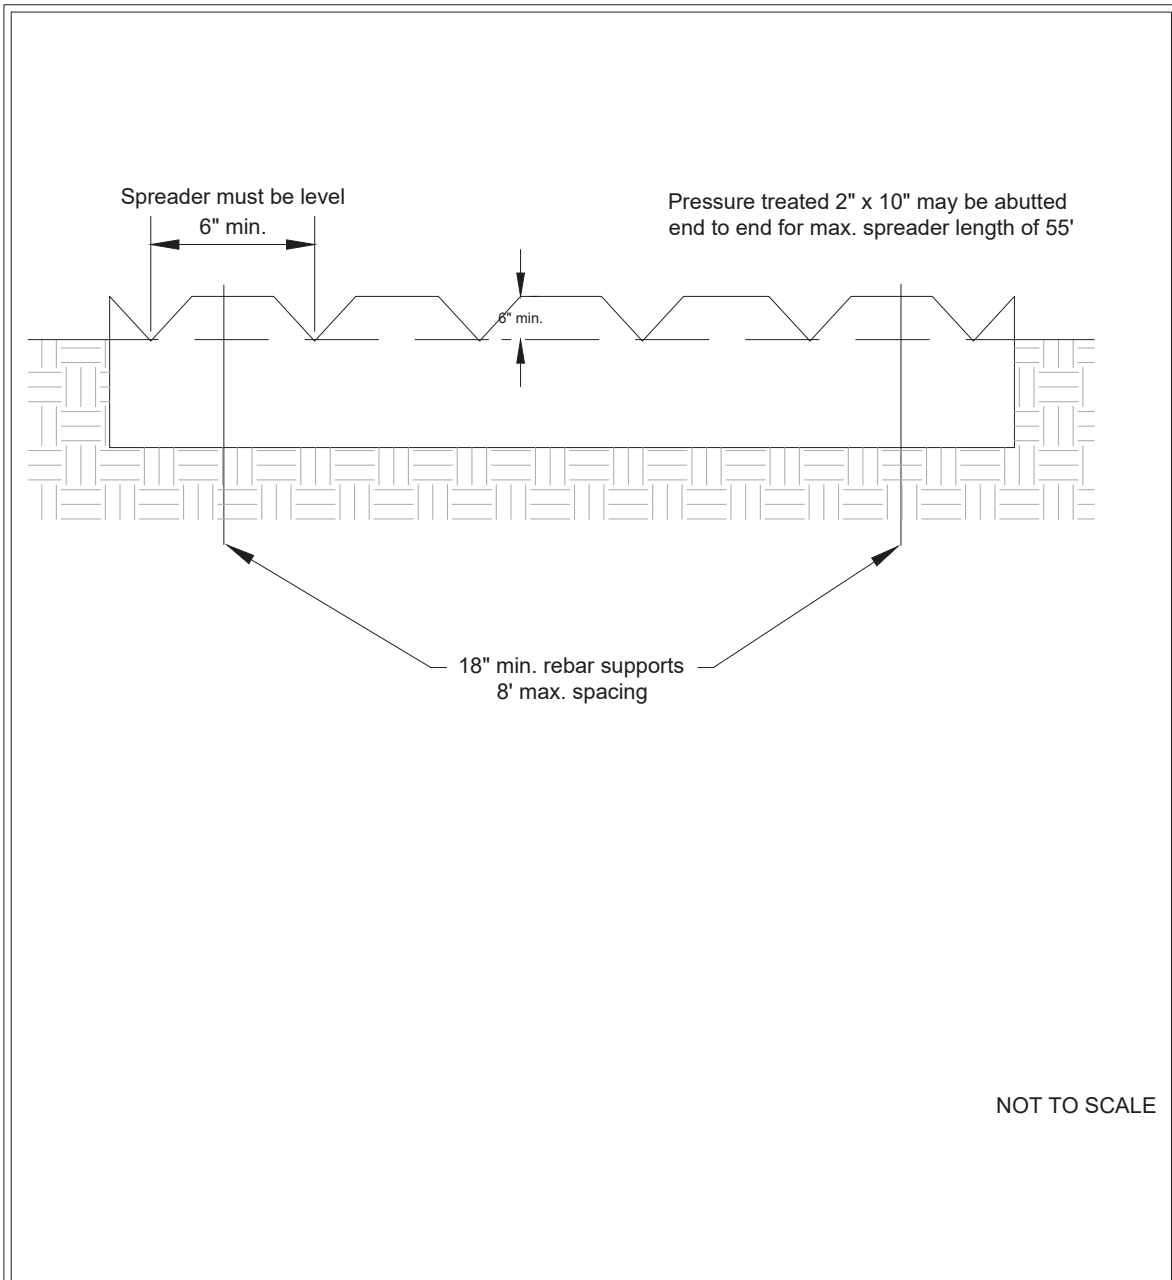 Spreader must be level
6" min.
Pressure treated 2" x 10" may be abutted
end to end for max. spreader length of 55'
6" min.
18" min. rebar supports
8' max. spacing
NOT TO SCALE